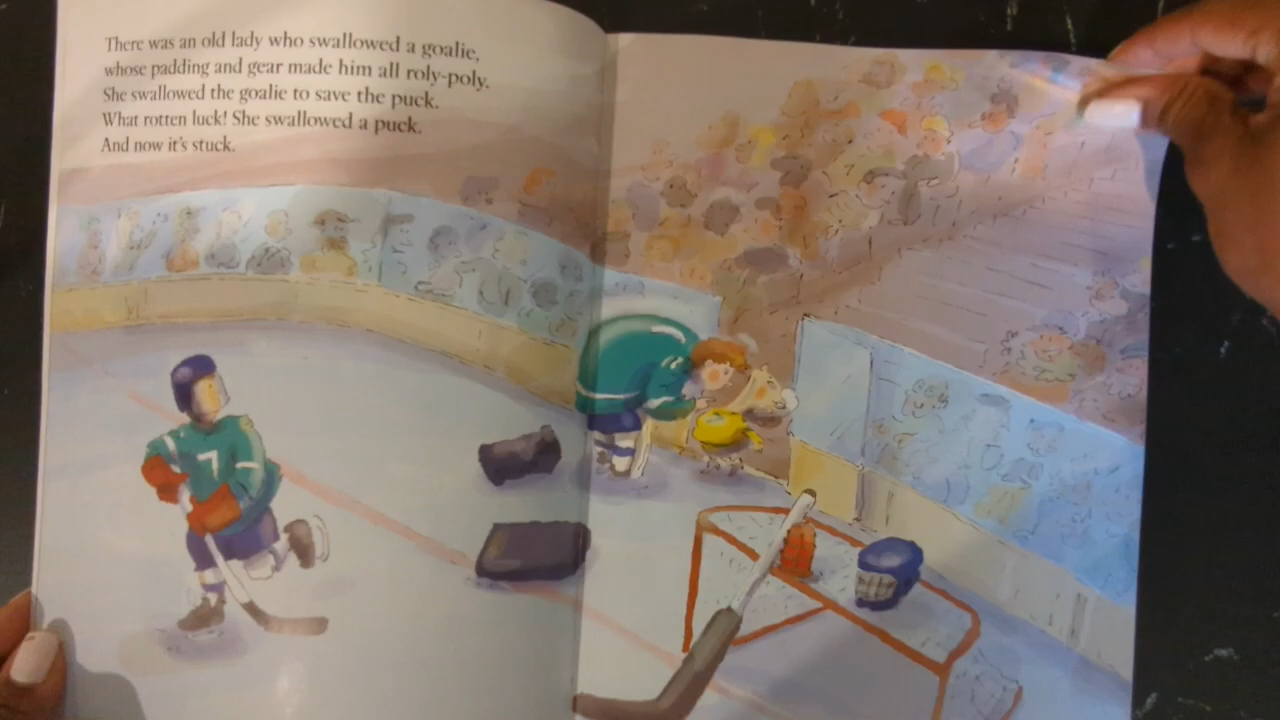 There was an old lady who swallowed a goalie,
whose padding and gear made him all roly-poly.
She swallowed the goalie to save the puck.
What rotten luck! She swallowed a puck.
And now it's stuck.
7